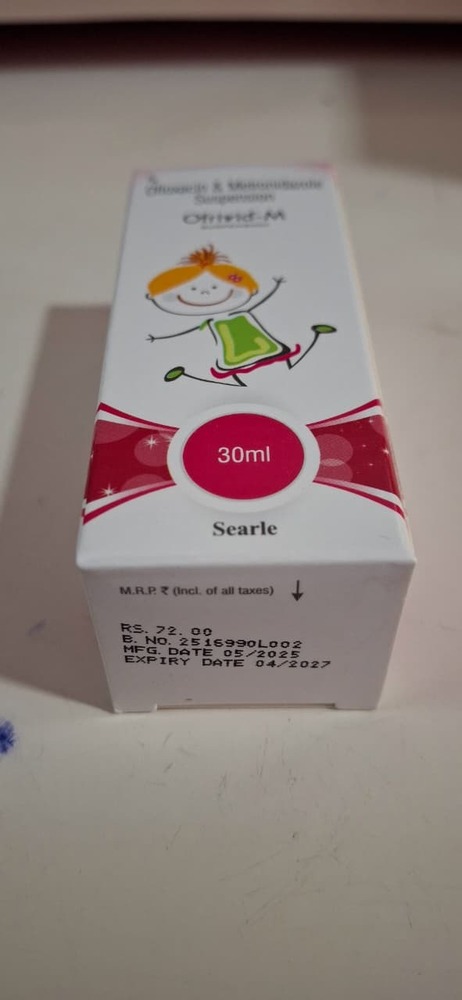 Ofloxacin & Metronidazole
Suspension
30ml
Searle
M.R.P. ₹ (Incl. of all taxes) ↓
RS. 72. 00
B. NO. 2516990L002
MFG. DATE 05/2025
EXPIRY DATE 04/2027